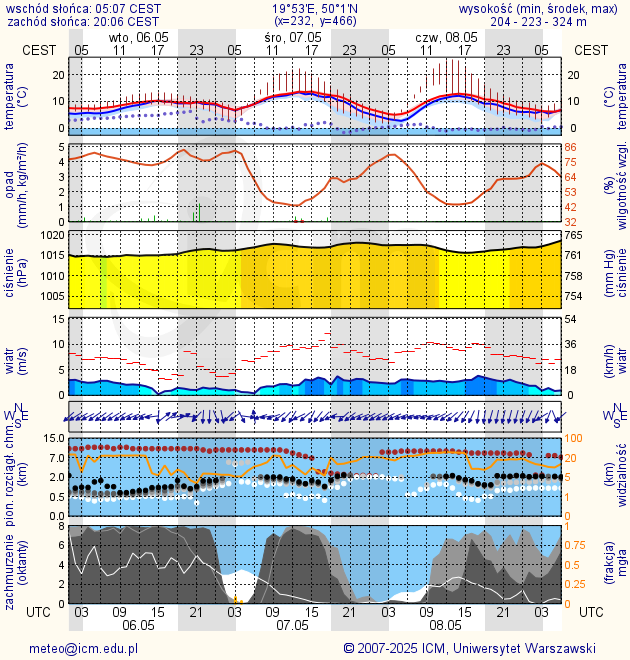 wschód słońca: 05:07 CEST
zachód słońca: 20:06 CEST
19°53'E, 50°1'N
(x=232, y=466)
wysokość (min, środek, max)
204 - 223 - 324 m
wto, 06.05 śro, 07.05 czw, 08.05
CEST 05 11 17 23 05 11 17 23 05 11 17 23 05 CEST
temperatura
(°C)
20
10
0
20
10
0
temperatura
(°C)
opad
(mm/h, kg/m²/h)
5
4
3
2
1
0
86
75
64
53
42
32
(%)
wilgotność wzgl.
ciśnienie
(hPa)
1020
1015
1010
1005
765
761
758
754
(mm Hg)
ciśnienie
wiatr
(m/s)
15
10
5
0
54
36
18
0
(km/h)
wiatr
N
W E
S
N
W E
S
pion. rozciągł. chm.
(km)
15.0
7.0
2.0
0.5
0.0
100
20
5
1
0
(km)
widzialność
zachmurzenie
(oktanty)
8
6
4
2
0
1
0.75
0.5
0.25
0
(frakcja)
mgła
UTC 03 09 15 21 03 09 15 21 03 09 15 21 03 UTC
06.05 07.05 08.05
meteo@icm.edu.pl
© 2007-2025 ICM, Uniwersytet Warszawski